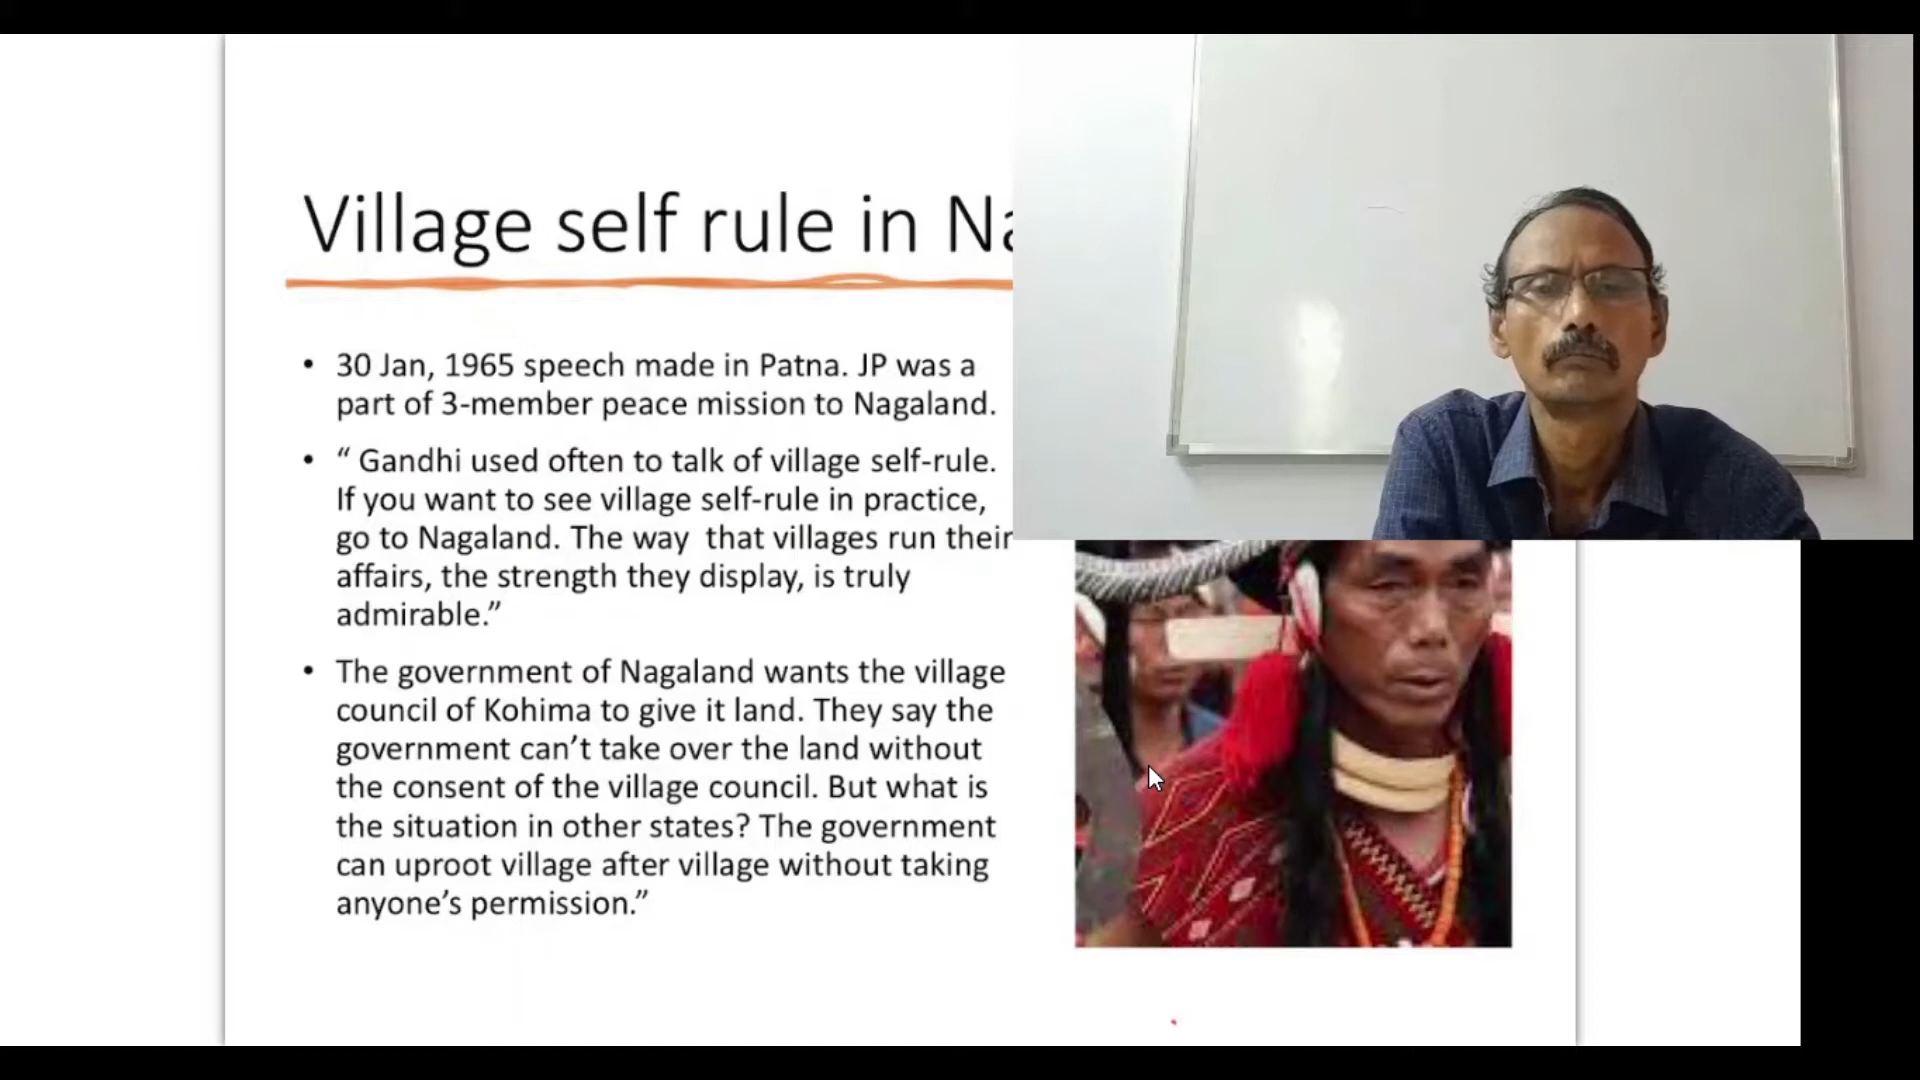 Village self rule in Na
• 30 Jan, 1965 speech made in Patna. JP was a
part of 3-member peace mission to Nagaland.
• “ Gandhi used often to talk of village self-rule.
If you want to see village self-rule in practice,
go to Nagaland. The way that villages run their
affairs, the strength they display, is truly
admirable.”
• The government of Nagaland wants the village
council of Kohima to give it land. They say the
government can’t take over the land without
the consent of the village council. But what is
the situation in other states? The government
can uproot village after village without taking
anyone’s permission.”